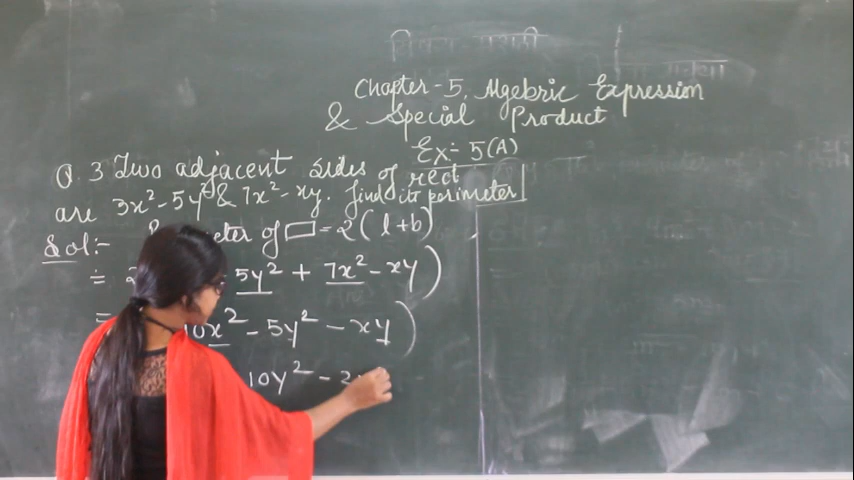 Chapter-5, Algebric Expression
& Special Product
Ex:- 5(A)
Q.3 Two adjacent sides of rect
are 3x²-5y² & 7x²-xy. find its perimeter
Sol:- of ▭ = 2(l+b)
= 2 5y² + 7x² - xy)
= 10x² - 5y² - xy)
10y² - 2